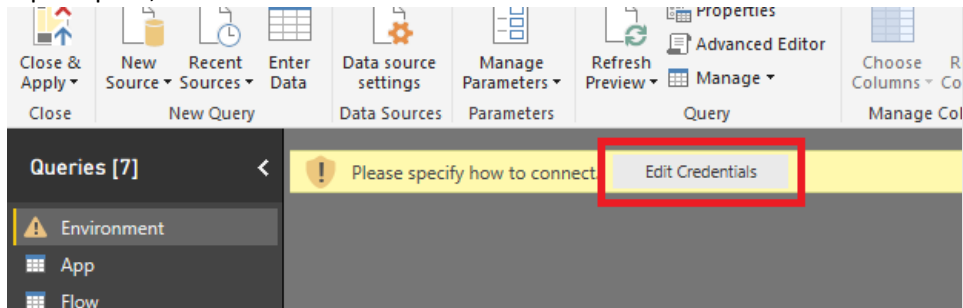 Properties
Advanced Editor
Close & Apply
New Source
Recent Sources
Enter Data
Data source settings
Manage Parameters
Refresh Preview
Manage
Choose Columns
Close
New Query
Data Sources
Parameters
Query
Manage
Queries [7]
Please specify how to connect.
Edit Credentials
Environment
App
Flow